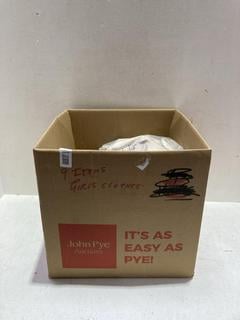 9 ITEMS
GIRLS CLOTHES
John Pye
Auctions
IT'S AS
EASY AS
PYE!